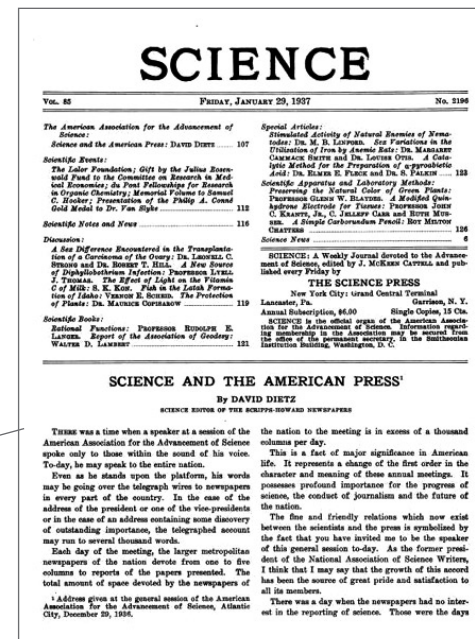 SCIENCE
VOL. 85
FRIDAY, JANUARY 29, 1937
No. 2196
The American Association for the Advancement of
Science:
Science and the American Press: DAVID DIETZ ...... 107
Scientific Events:
The Lalor Foundation; Gift by the Julius Rosen-
wald Fund to the Committee on Research in Med-
ical Economics; du Pont Fellowships for Research
in Organic Chemistry; Memorial Volume to Samuel
C. Hooker; Presentation of the Philip A. Conné
Gold Medal to Dr. Van Slyke ...... 112
Scientific Notes and News ...... 116
Discussion:
A Sex Difference Encountered in the Transplanta-
tion of a Carcinoma of the Ovary: DR. LEONELL C.
STRONG AND DR. ROBERT T. HILL. A New Source
of Diphyllobothrium Infection: PROFESSOR LYELL
J. THOMAS. The Effect of Light on the Vitamin
C of Milk: S. K. KON. Fish in the Latah Forma-
tion of Idaho: VERNON E. SCHEID. The Protection
of Plants: DR. MAURICE COPISAROW ...... 119
Scientific Books:
Rational Functions: PROFESSOR RUDOLPH E.
LANGER. Report of the Association of Geodesy:
WALTER D. LAMBERT ...... 121
Special Articles:
Stimulated Activity of Natural Enemies of Nema-
todes: DR. M. B. LINFORD. Sex Variations in the
Utilization of Iron by Anemic Rats: DR. MARGARET
CAMMACK SMITH AND DR. LOUISE OTIS. A Cata-
lytic Method for the Preparation of α-pyroabietic
Acid: DR. ELMER E. FLECK AND DR. S. PALKIN ...... 123
Scientific Apparatus and Laboratory Methods:
Preserving the Natural Color of Green Plants:
PROFESSOR GLENN W. BLAYDES. A Modified Quin-
hydrone Electrode for Tissues: PROFESSOR JOHN
C. KRANTZ, JR., C. JELLEFF CARR AND RUTH MUS-
SER. A Simple Carborundum Pencil: ROY MELTON
CHATTERS ...... 126
Science News ...... 6
SCIENCE: A Weekly Journal devoted to the Advance-
ment of Science, edited by J. MCKEEN CATTELL and pub-
lished every Friday by
THE SCIENCE PRESS
New York City: Grand Central Terminal
Lancaster, Pa.
Garrison, N. Y.
Annual Subscription, $6.00
Single Copies, 15 Cts.
SCIENCE is the official organ of the American Associa-
tion for the Advancement of Science. Information regard-
ing membership in the Association may be secured from
the office of the permanent secretary, in the Smithsonian
Institution Building, Washington, D. C.
SCIENCE AND THE AMERICAN PRESS¹
By DAVID DIETZ
SCIENCE EDITOR OF THE SCRIPPS-HOWARD NEWSPAPERS
THERE was a time when a speaker at a session of the
American Association for the Advancement of Science
spoke only to those within the sound of his voice.
To-day, he may speak to the entire nation.
Even as he stands upon the platform, his words
may be going over the telegraph wires to newspapers
in every part of the country. In the case of the
address of the president or one of the vice-presidents
or in the case of an address containing some discovery
of outstanding importance, the telegraphed account
may run to several thousand words.
Each day of the meeting, the larger metropolitan
newspapers of the nation devote from one to five
columns to reports of the papers presented. The
total amount of space devoted by the newspapers of
¹ Address given at the general session of the American
Association for the Advancement of Science, Atlantic
City, December 29, 1936.
the nation to the meeting is in excess of a thousand
columns per day.
This is a fact of major significance in American
life. It represents a change of the first order in the
character and meaning of these annual meetings. It
possesses profound importance for the progress of
science, the conduct of journalism and the future of
the nation.
The fine and friendly relations which now exist
between the scientists and the press is symbolized by
the fact that you have invited me to be the speaker
of this general session to-day. As the former presi-
dent of the National Association of Science Writers,
I think that I may say that the growth of this accord
has been the source of great pride and satisfaction to
all its members.
There was a day when the newspapers had no inter-
est in the reporting of science. Those were the days